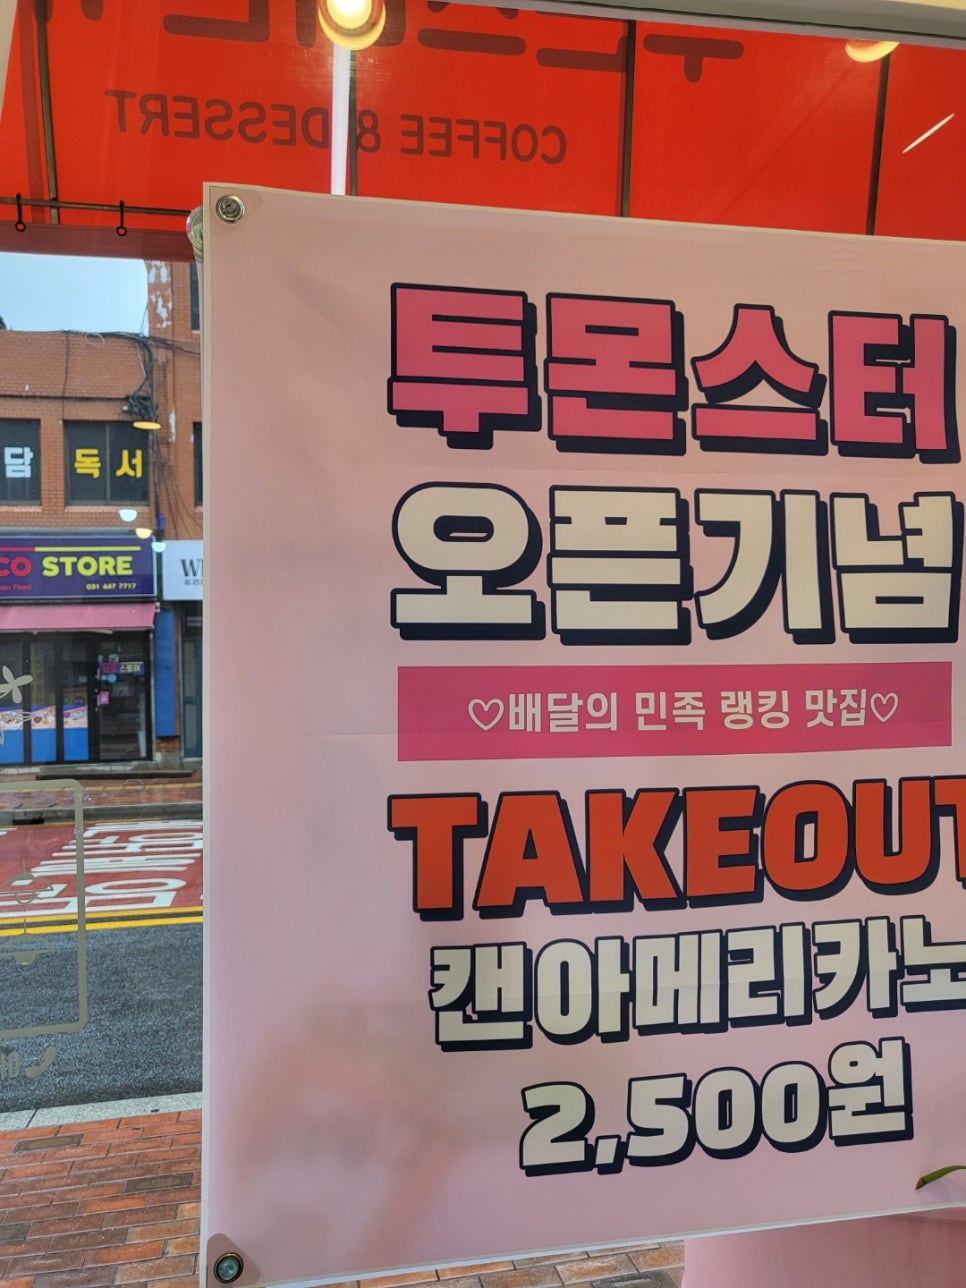 COFFEE & DESSERT
투몬스터
오픈기념
♡배달의 민족 랭킹 맛집♡
TAKEOUT
캔아메리카노
2,500원
담
독서
CO STORE
031 447 7717